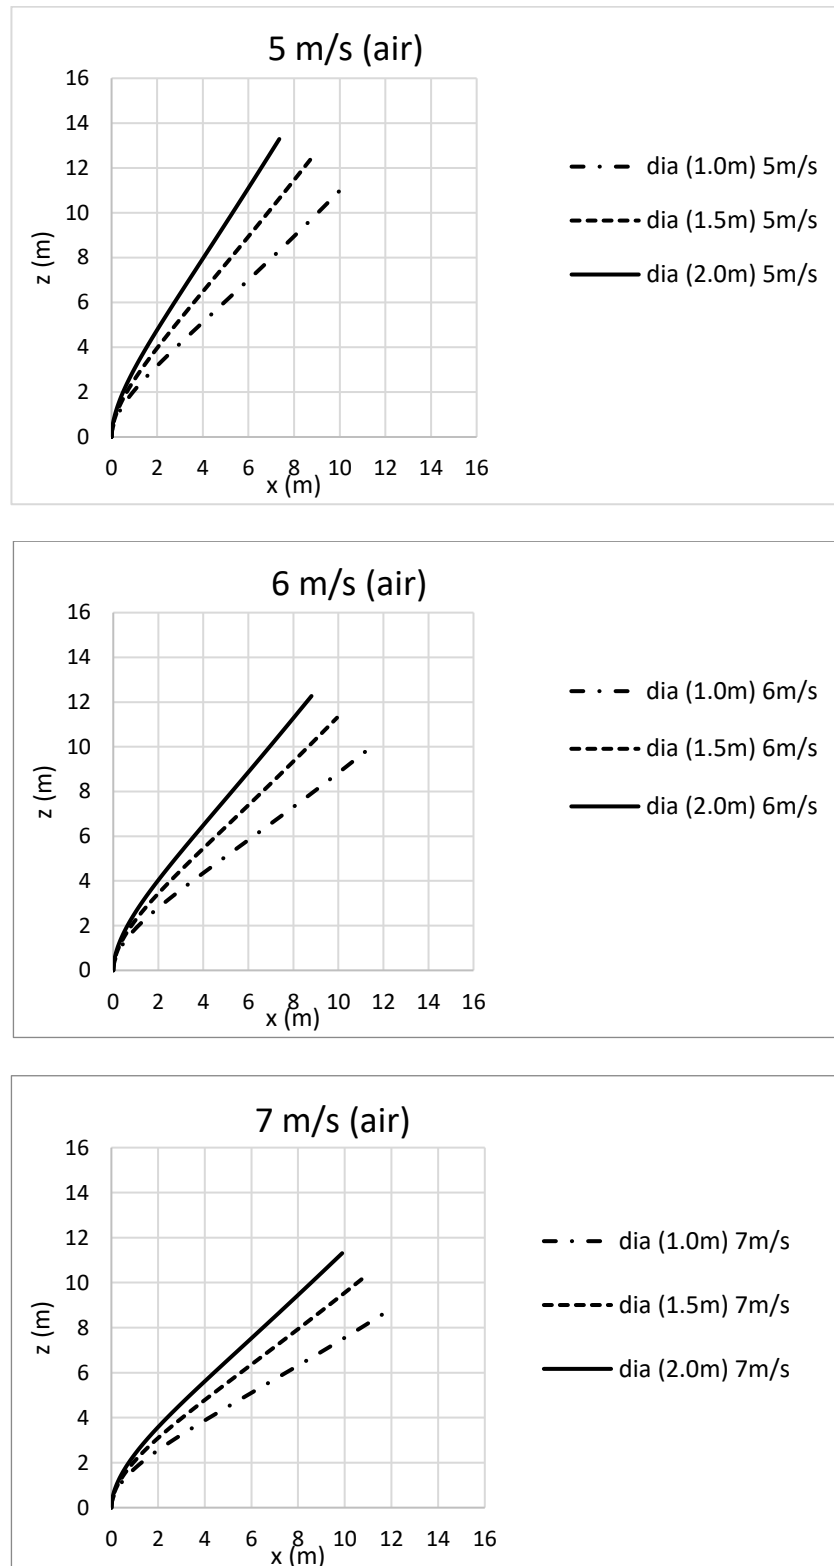 5 m/s (air)
16
14
12
10
8
6
4
2
0
z (m)
0 2 4 6 8 10 12 14 16
x (m)
dia (1.0m) 5m/s
dia (1.5m) 5m/s
dia (2.0m) 5m/s
6 m/s (air)
16
14
12
10
8
6
4
2
0
z (m)
0 2 4 6 8 10 12 14 16
x (m)
dia (1.0m) 6m/s
dia (1.5m) 6m/s
dia (2.0m) 6m/s
7 m/s (air)
16
14
12
10
8
6
4
2
0
z (m)
0 2 4 6 8 10 12 14 16
x (m)
dia (1.0m) 7m/s
dia (1.5m) 7m/s
dia (2.0m) 7m/s